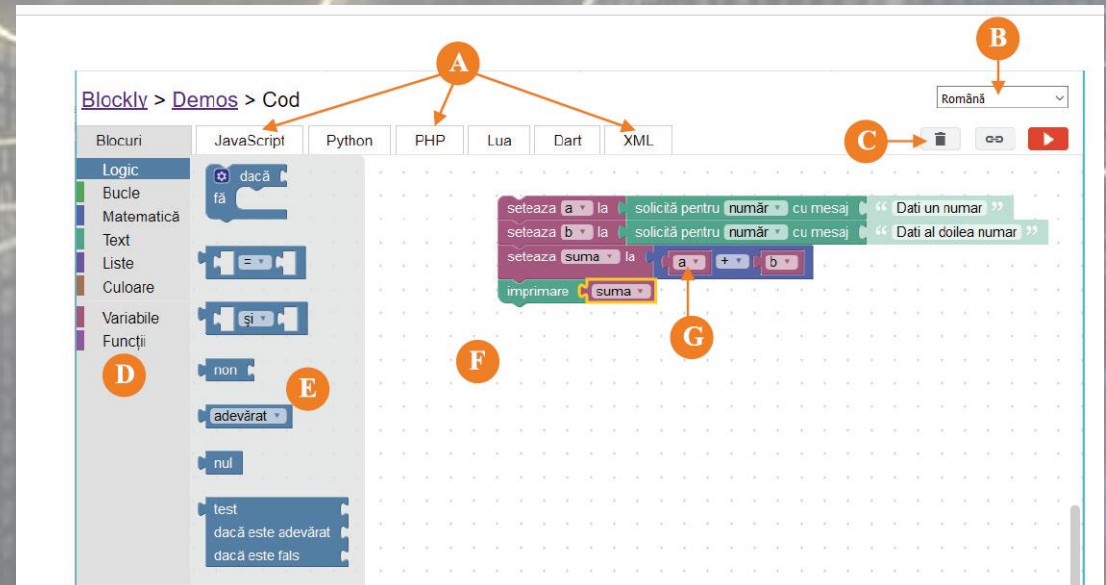 B
A
Blockly > Demos > Cod
Română
Blocuri
JavaScript
Python
PHP
Lua
Dart
XML
C
Logic
Bucle
Matematică
Text
Liste
Culoare
Variabile
Funcții
D
dacă
fă
=
și
non
E
adevărat
nul
test
dacă este adevărat
dacă este fals
seteaza a la solicită pentru număr cu mesaj “ Dati un numar ”
seteaza b la solicită pentru număr cu mesaj “ Dati al doilea numar ”
seteaza suma la a + b
imprimare suma
G
F